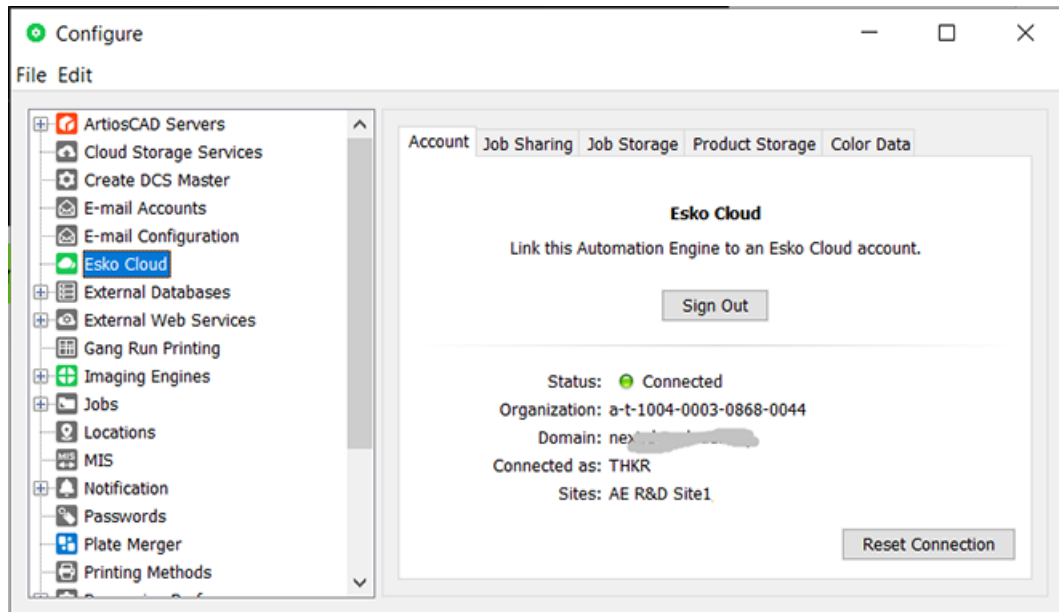 Configure
File Edit
ArtiosCAD Servers
Cloud Storage Services
Create DCS Master
E-mail Accounts
E-mail Configuration
Esko Cloud
External Databases
External Web Services
Gang Run Printing
Imaging Engines
Jobs
Locations
MIS
Notification
Passwords
Plate Merger
Printing Methods
Account Job Sharing Job Storage Product Storage Color Data
Esko Cloud
Link this Automation Engine to an Esko Cloud account.
Sign Out
Status: Connected
Organization: a-t-1004-0003-0868-0044
Domain:
Connected as: THKR
Sites: AE R&D Site1
Reset Connection